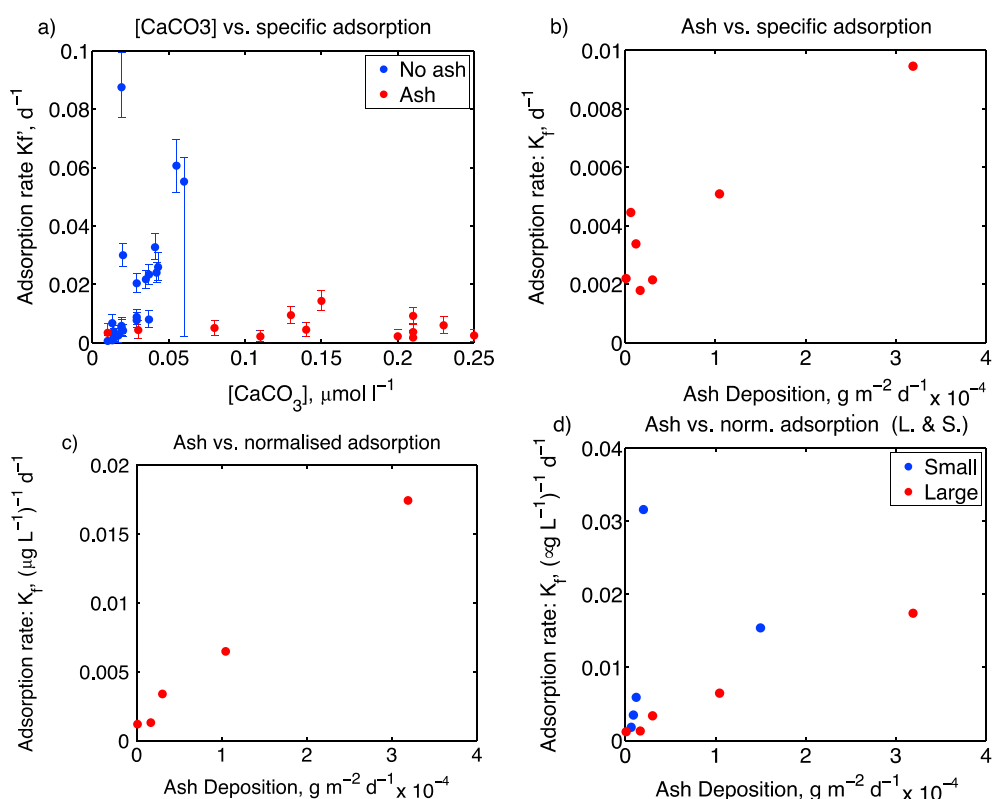 a) [CaCO3] vs. specific adsorption
0.1
0.08
0.06
0.04
0.02
0
0 0.05 0.1 0.15 0.2 0.25
Adsorption rate Kf', d⁻¹
[CaCO₃], μmol l⁻¹
No ash
Ash
b) Ash vs. specific adsorption
0.01
0.008
0.006
0.004
0.002
0
0 1 2 3 4
Adsorption rate: K_f, d⁻¹
Ash Deposition, g m⁻² d⁻¹ x 10⁻⁴
c) Ash vs. normalised adsorption
0.02
0.015
0.01
0.005
0
0 1 2 3 4
Adsorption rate: K_f, (μg L⁻¹)⁻¹ d⁻¹
Ash Deposition, g m⁻² d⁻¹ x 10⁻⁴
d) Ash vs. norm. adsorption (L. & S.)
0.04
0.03
0.02
0.01
0
0 1 2 3 4
Adsorption rate: K_f, (∝g L⁻¹)⁻¹ d⁻¹
Ash Deposition, g m⁻² d⁻¹ x 10⁻⁴
Small
Large